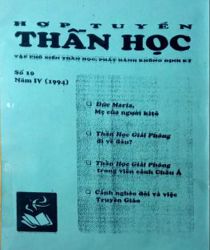 HỢP TUYỂN
THẦN HỌC
TẬP PHỔ BIẾN THẦN HỌC, PHÁT HÀNH KHÔNG ĐỊNH KỲ
Số 10
Năm IV (1994)
Đức Maria,
Mẹ của người kitô
Thần Học Giải Phóng
đi về đâu?
Thần Học Giải Phóng
trong viễn cảnh Châu Á
Cảnh nghèo đói và việc
Truyền Giáo